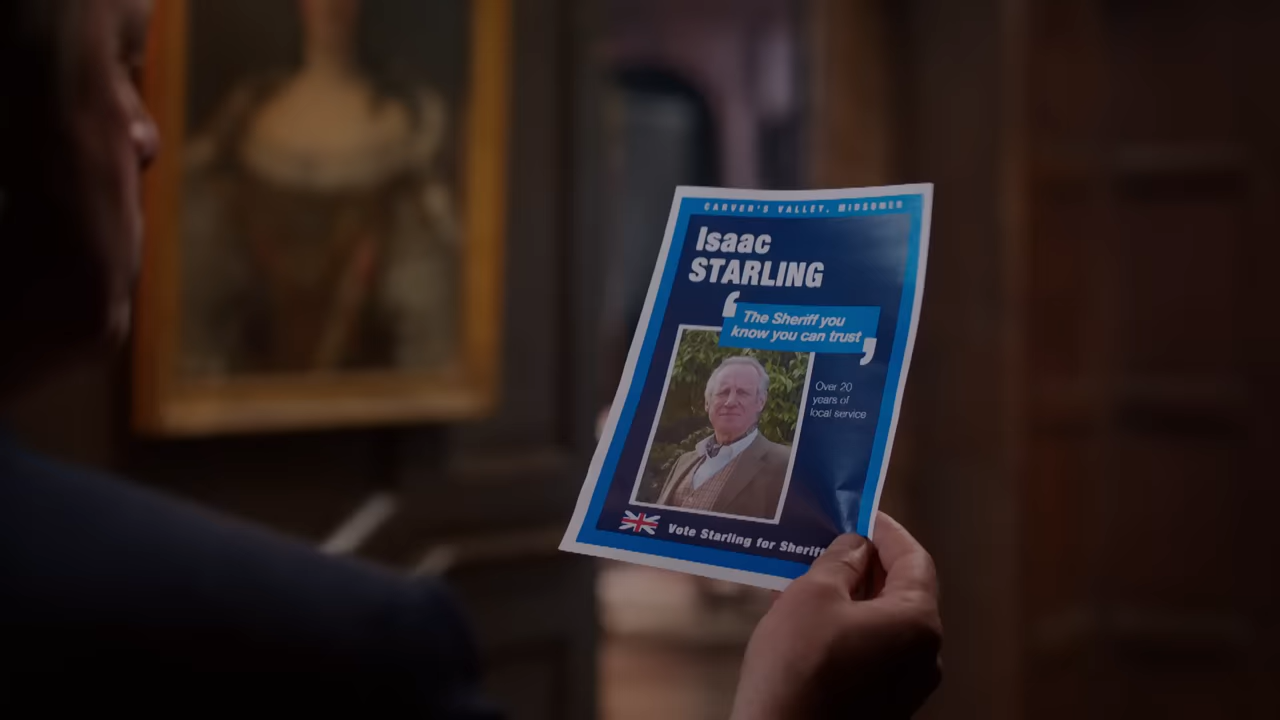 CARVER'S VALLEY, MIDSOMER
Isaac
STARLING
‘
The Sheriff you
know you can trust
’
Over 20
years of
local service
Vote Starling for Sheriff